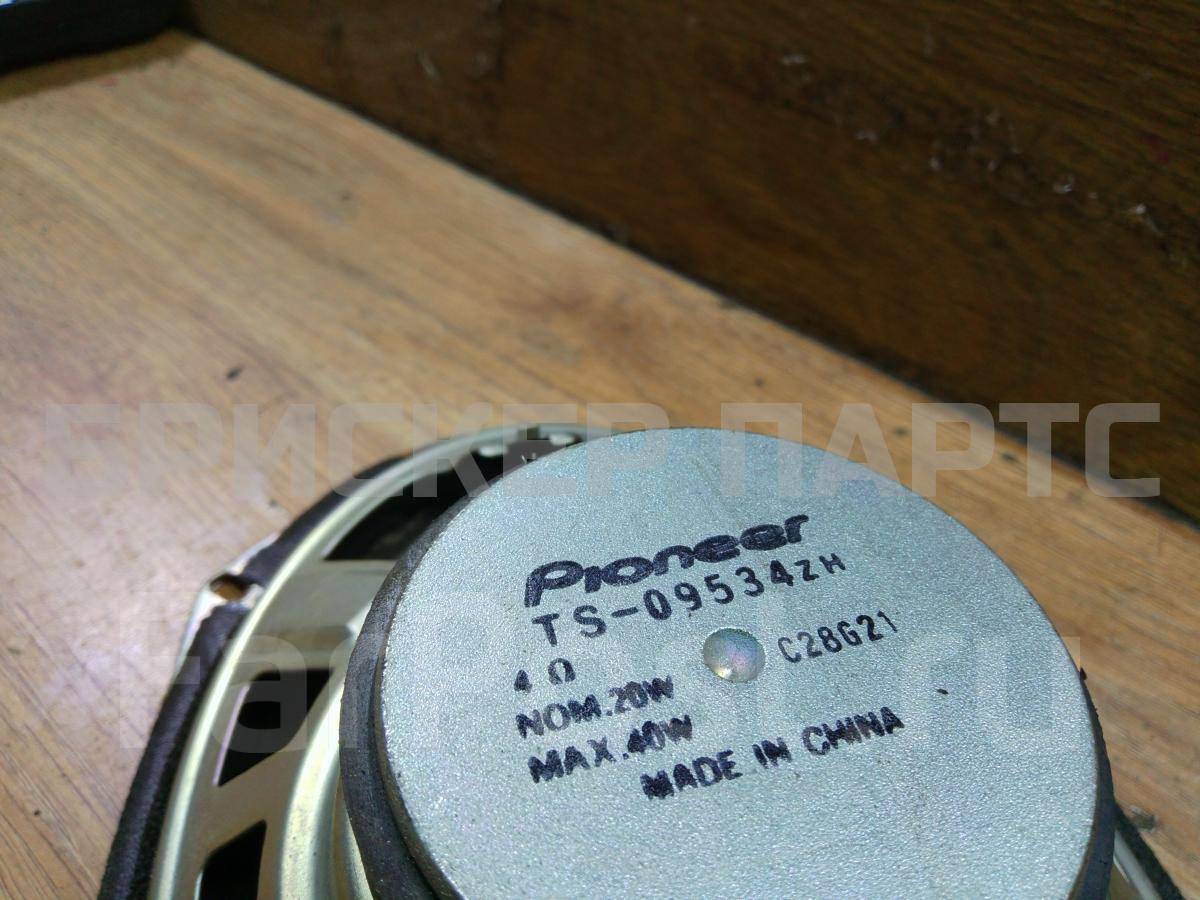 БРИСКЕР ПАРТС
Pioneer
TS-09534ZH
4 Ω
C28G21
NOM.20W
MAX.40W
MADE IN CHINA